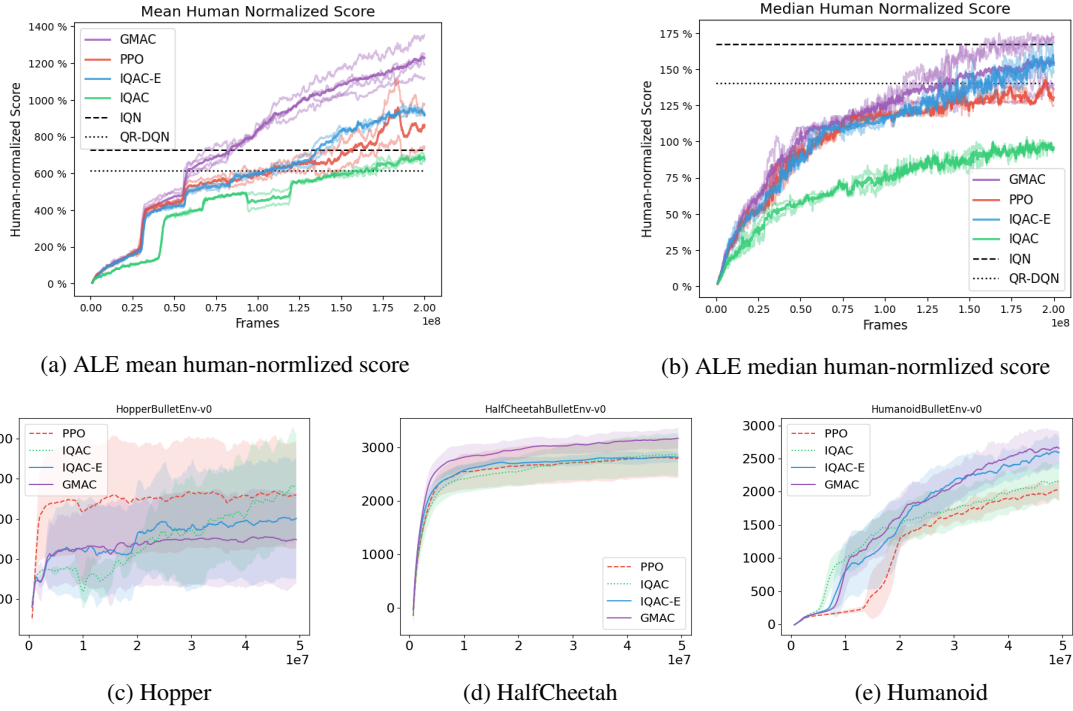 Mean Human Normalized Score
1400 %
1200 %
1000 %
800 %
600 %
400 %
200 %
0 %
Human-normalized Score
GMAC
PPO
IQAC-E
IQAC
IQN
QR-DQN
0.00 0.25 0.50 0.75 1.00 1.25 1.50 1.75 2.00
Frames
1e8
(a) ALE mean human-normlized score
Median Human Normalized Score
175 %
150 %
125 %
100 %
75 %
50 %
25 %
0 %
Human-normalized Score
GMAC
PPO
IQAC-E
IQAC
IQN
QR-DQN
0.00 0.25 0.50 0.75 1.00 1.25 1.50 1.75 2.00
Frames
1e8
(b) ALE median human-normlized score
HopperBulletEnv-v0
PPO
IQAC
IQAC-E
GMAC
0 1 2 3 4 5
1e7
(c) Hopper
HalfCheetahBulletEnv-v0
3000
2000
1000
0
PPO
IQAC
IQAC-E
GMAC
0 1 2 3 4 5
1e7
(d) HalfCheetah
HumanoidBulletEnv-v0
3000
2500
2000
1500
1000
500
0
PPO
IQAC
IQAC-E
GMAC
0 1 2 3 4 5
1e7
(e) Humanoid